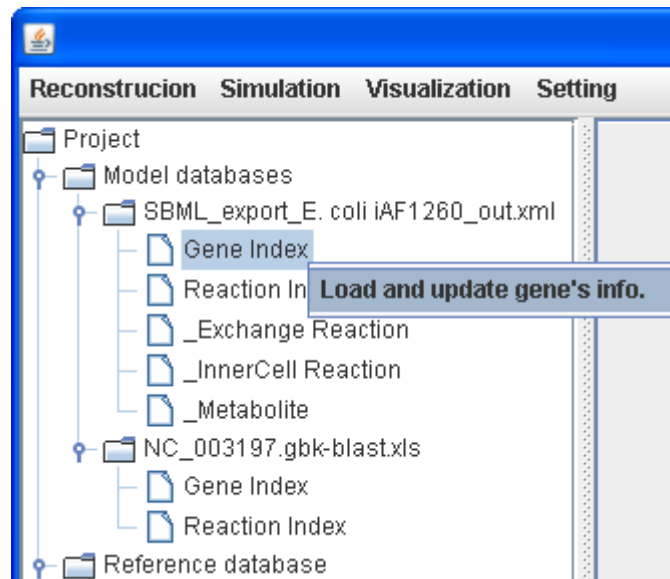 Reconstrucion Simulation Visualization Setting
Project
Model databases
SBML_export_E. coli iAF1260_out.xml
Gene Index
Reaction In
Load and update gene's info.
_Exchange Reaction
_InnerCell Reaction
_Metabolite
NC_003197.gbk-blast.xls
Gene Index
Reaction Index
Reference database